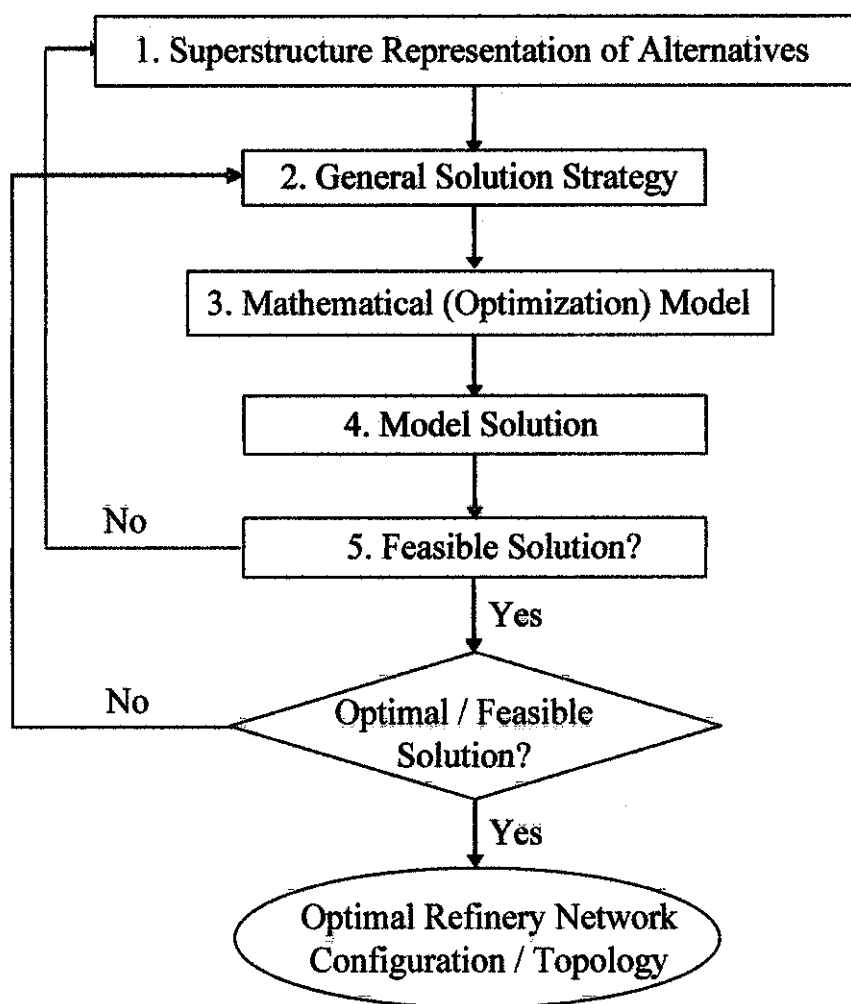 1. Superstructure Representation of Alternatives
2. General Solution Strategy
3. Mathematical (Optimization) Model
4. Model Solution
No
5. Feasible Solution?
Yes
No
Optimal / Feasible
Solution?
Yes
Optimal Refinery Network
Configuration / Topology